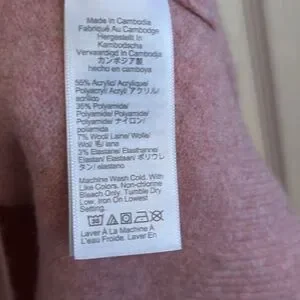 Made In Cambodia
Fabriqué Au Cambodge
Hergestellt In
Kambodscha
Vervaardigd In Cambodja
カンボジア製
hecho en camboya
55% Acrylic/ Acrylique/
Polyacryl/ Acryl/ アクリル/
acrílico
35% Polyamide/
Polyamide/ Polyamid/
Polyamide/ ナイロン/
poliamida
7% Wool/ Laine/ Wolle/
Wol/ 毛/ lana
3% Elastane/ Elasthanne/
Elastan/ Elastaan/ ポリウレ
タン/ elastano
Machine Wash Cold, With
Like Colors. Non-chlorine
Bleach Only. Tumble Dry
Low. Iron On Lowest
Setting.
30
Laver À La Machine À
L'eau Froide. Laver En